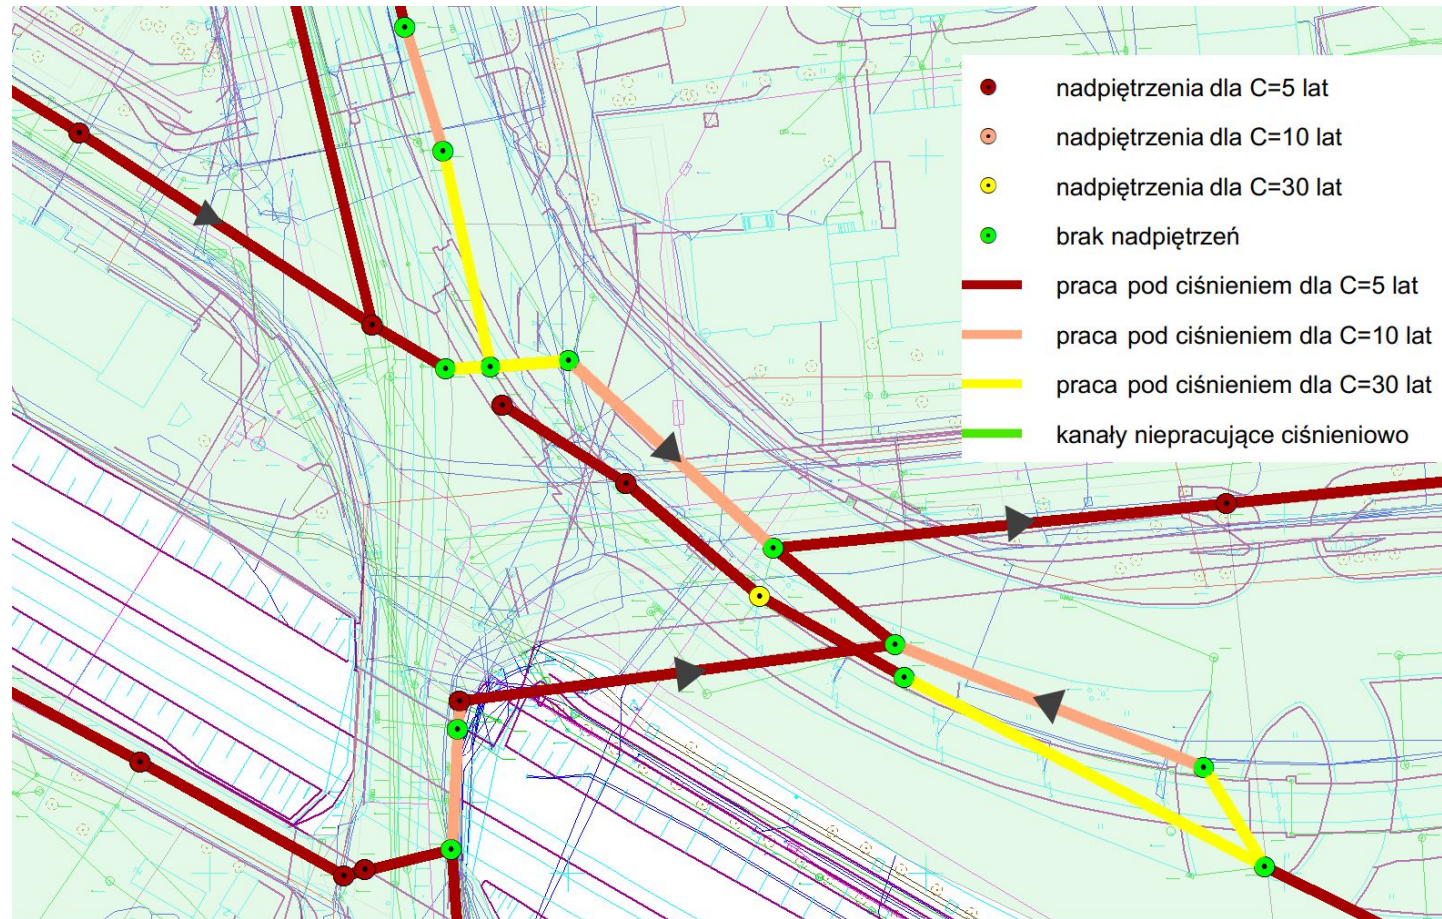 nadpiętrzenia dla C=5 lat
nadpiętrzenia dla C=10 lat
nadpiętrzenia dla C=30 lat
brak nadpiętrzeń
praca pod ciśnieniem dla C=5 lat
praca pod ciśnieniem dla C=10 lat
praca pod ciśnieniem dla C=30 lat
kanały niepracujące ciśnieniowo